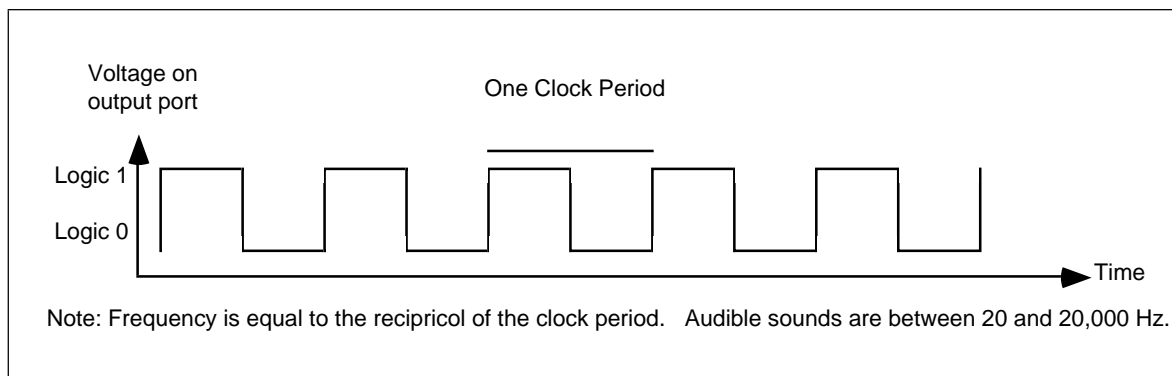 Voltage on
output port
One Clock Period
Logic 1
Logic 0
Time
Note: Frequency is equal to the recipricol of the clock period.   Audible sounds are between 20 and 20,000 Hz.